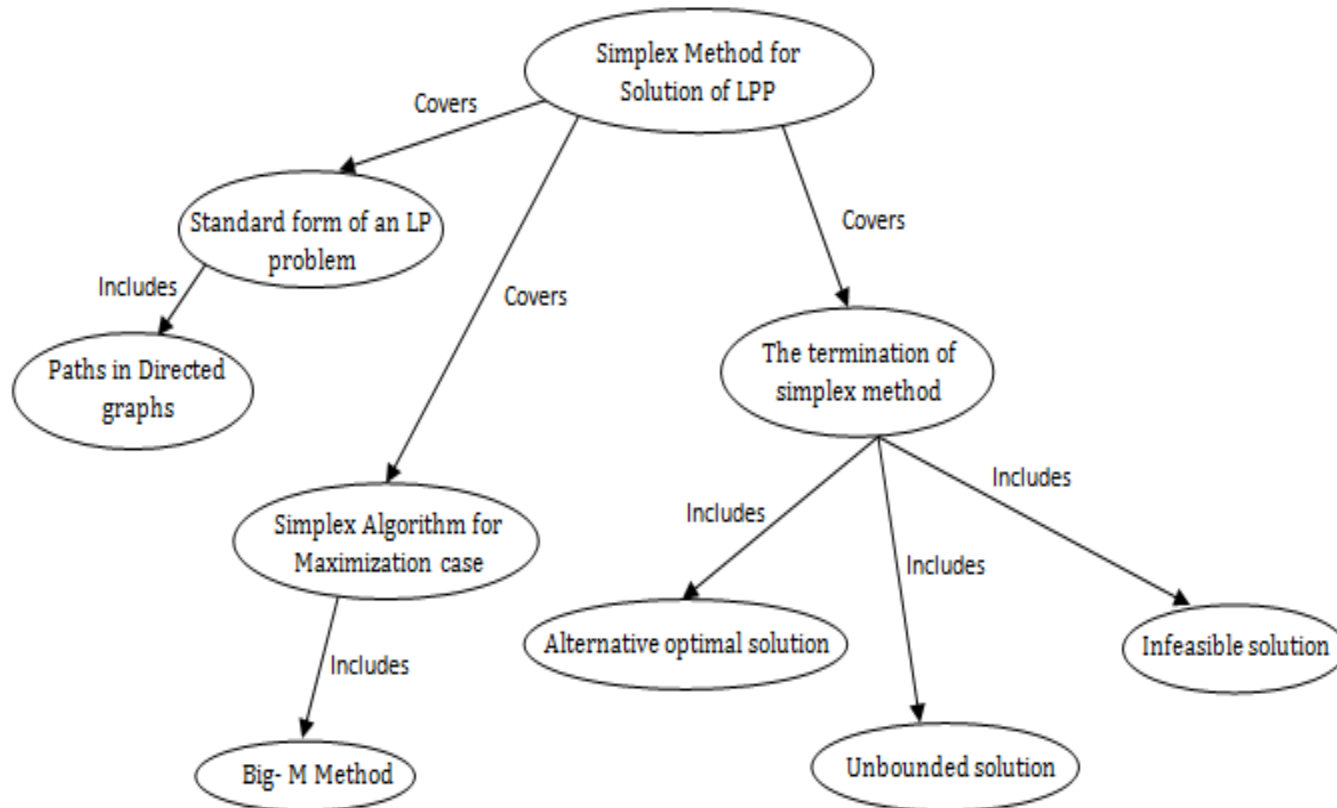 Simplex Method for
Solution of LPP
Covers
Standard form of an LP
problem
Covers
Includes
Covers
Paths in Directed
graphs
The termination of
simplex method
Includes
Simplex Algorithm for
Maximization case
Includes
Includes
Alternative optimal solution
Infeasible solution
Includes
Unbounded solution
Big- M Method